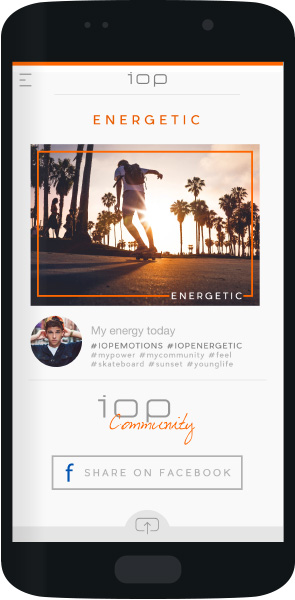 iop
ENERGETIC
ENERGETIC
My energy today
#IOPEMOTIONS #IOPENERGETIC
#mypower #mycommunity #feel
#skateboard #sunset #younglife
iop
Community
f SHARE ON FACEBOOK